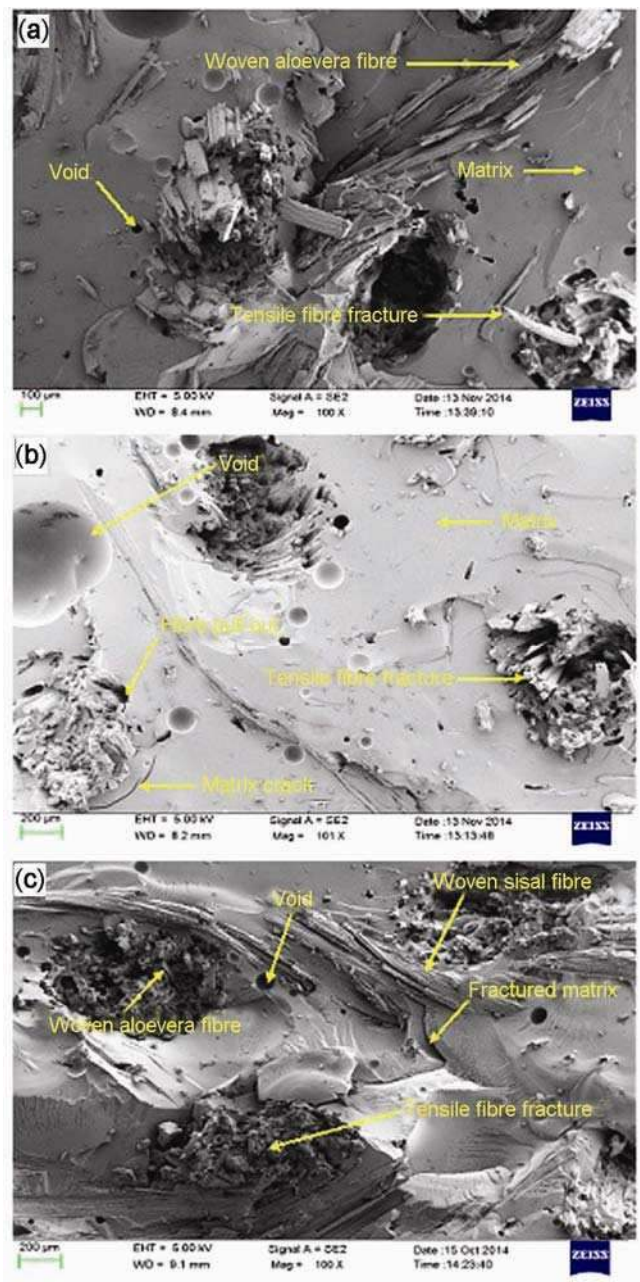 (a)
Woven aloevera fibre
Void
Matrix
Tensile fibre fracture
100 µm
EHT = 5.00 kV
Signal A = SE2
Date :13 Nov 2014
WD = 8.4 mm
Mag = 100 X
Time :13:39:10
ZEISS
(b)
Void
Matrix
Fibre pull out
Tensile fibre fracture
Matrix crack
200 µm
EHT = 5.00 kV
Signal A = SE2
Date :13 Nov 2014
WD = 8.2 mm
Mag = 101 X
Time :13:13:48
ZEISS
(c)
Woven sisal fibre
Void
Fractured matrix
Woven aloevera fibre
Tensile fibre fracture
200 µm
EHT = 5.00 kV
Signal A = SE2
Date :15 Oct 2014
WD = 9.1 mm
Mag = 100 X
Time :14:23:40
ZEISS